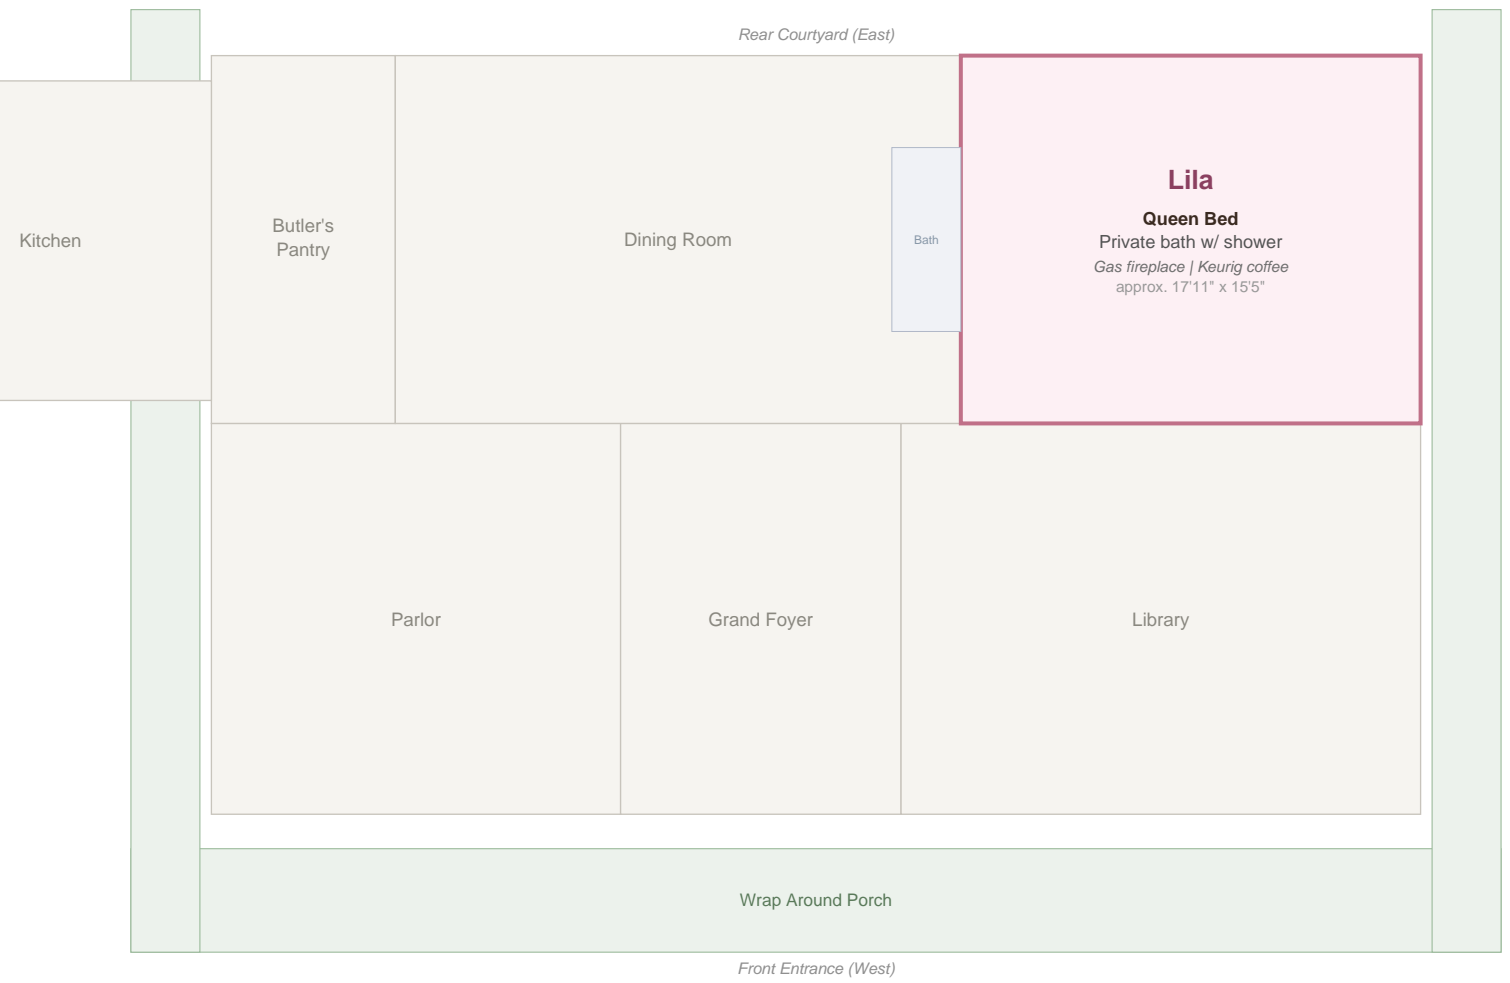 Rear Courtyard (East)
Kitchen
Butler's
Pantry
Dining Room
Bath
Lila
Queen Bed
Private bath w/ shower
Gas fireplace | Keurig coffee
approx. 17'11" x 15'5"
Parlor
Grand Foyer
Library
Wrap Around Porch
Front Entrance (West)